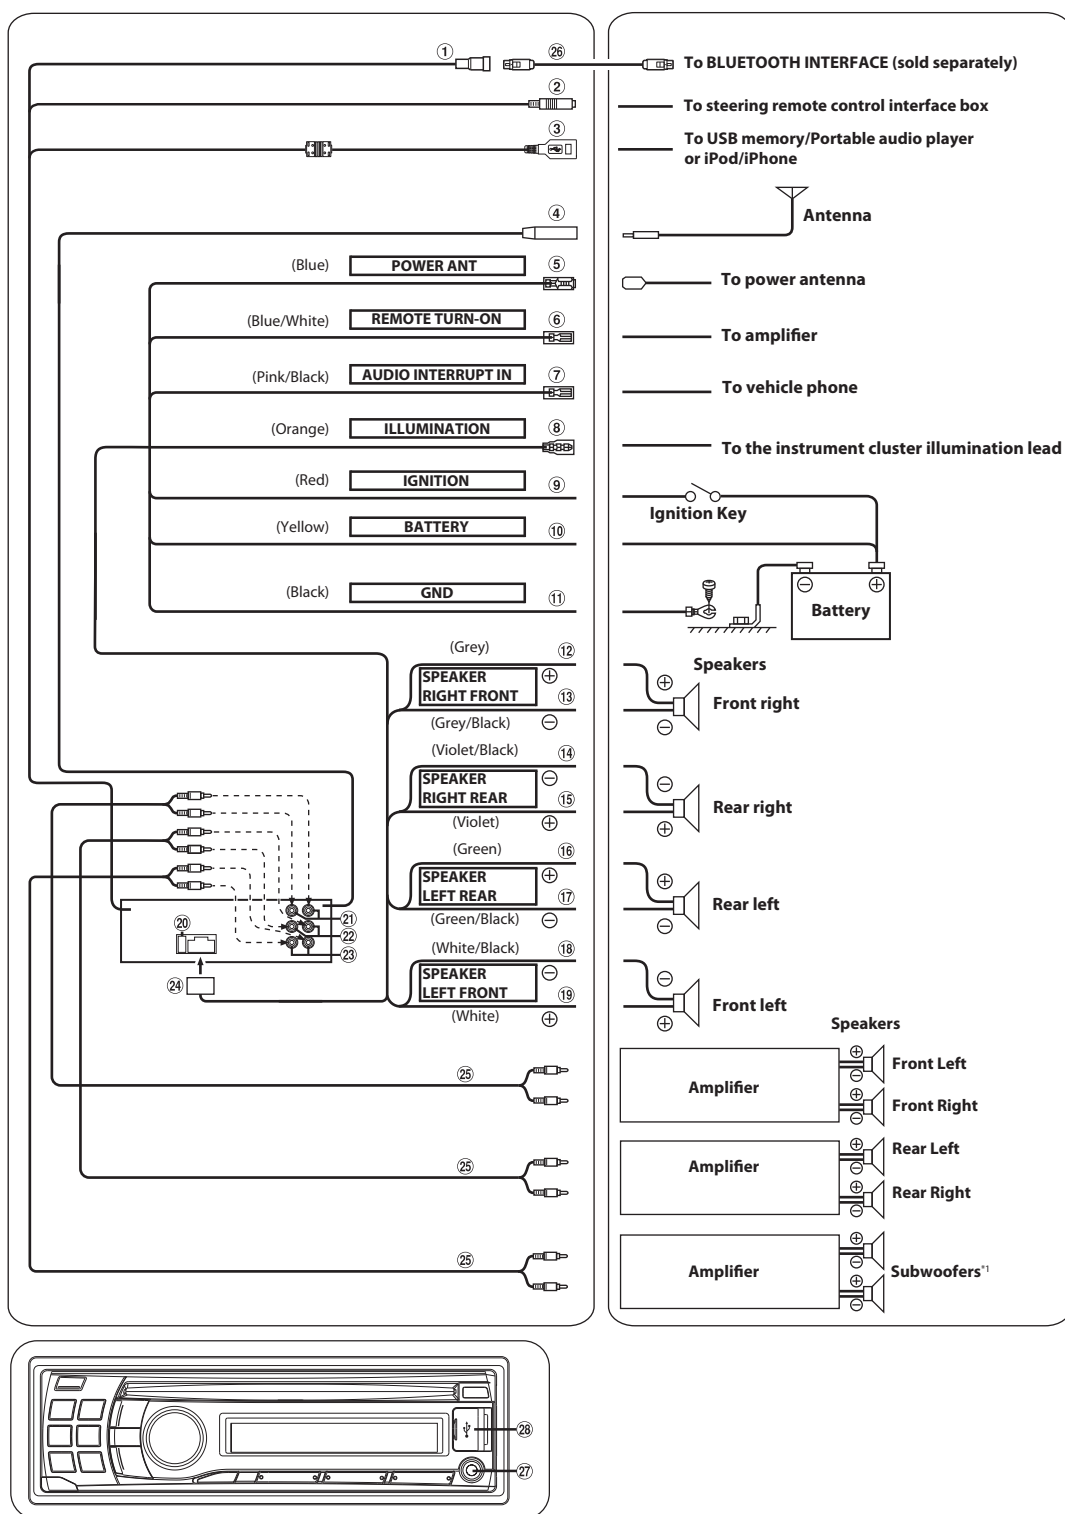 ① ㉖ To BLUETOOTH INTERFACE (sold separately)
② To steering remote control interface box
③ To USB memory/Portable audio player
or iPod/iPhone
④ Antenna
(Blue) POWER ANT ⑤ To power antenna
(Blue/White) REMOTE TURN-ON ⑥ To amplifier
(Pink/Black) AUDIO INTERRUPT IN ⑦ To vehicle phone
(Orange) ILLUMINATION ⑧ To the instrument cluster illumination lead
(Red) IGNITION ⑨ Ignition Key
(Yellow) BATTERY ⑩
⊖ ⊕
(Black) GND ⑪ Battery
(Grey) ⑫ Speakers
SPEAKER ⊕ ⊕
RIGHT FRONT ⑬ Front right
(Grey/Black) ⊖ ⊖
(Violet/Black) ⑭
SPEAKER ⊖ ⊖
RIGHT REAR ⑮ Rear right
(Violet) ⊕ ⊕
(Green) ⑯
SPEAKER ⊕ ⊕
LEFT REAR ⑰ Rear left
(Green/Black) ⊖ ⊖
⑳ ㉑
㉒
㉓
(White/Black) ⑱
SPEAKER ⊖ ⊖
㉔ LEFT FRONT ⑲ Front left
(White) ⊕ ⊕
Speakers
㉕ Amplifier ⊕ ⊖ Front Left
⊕ ⊖ Front Right
㉕ Amplifier ⊕ ⊖ Rear Left
⊕ ⊖ Rear Right
㉕ Amplifier ⊕ ⊖ ⊕ ⊖ Subwoofers*1
㉘
㉗